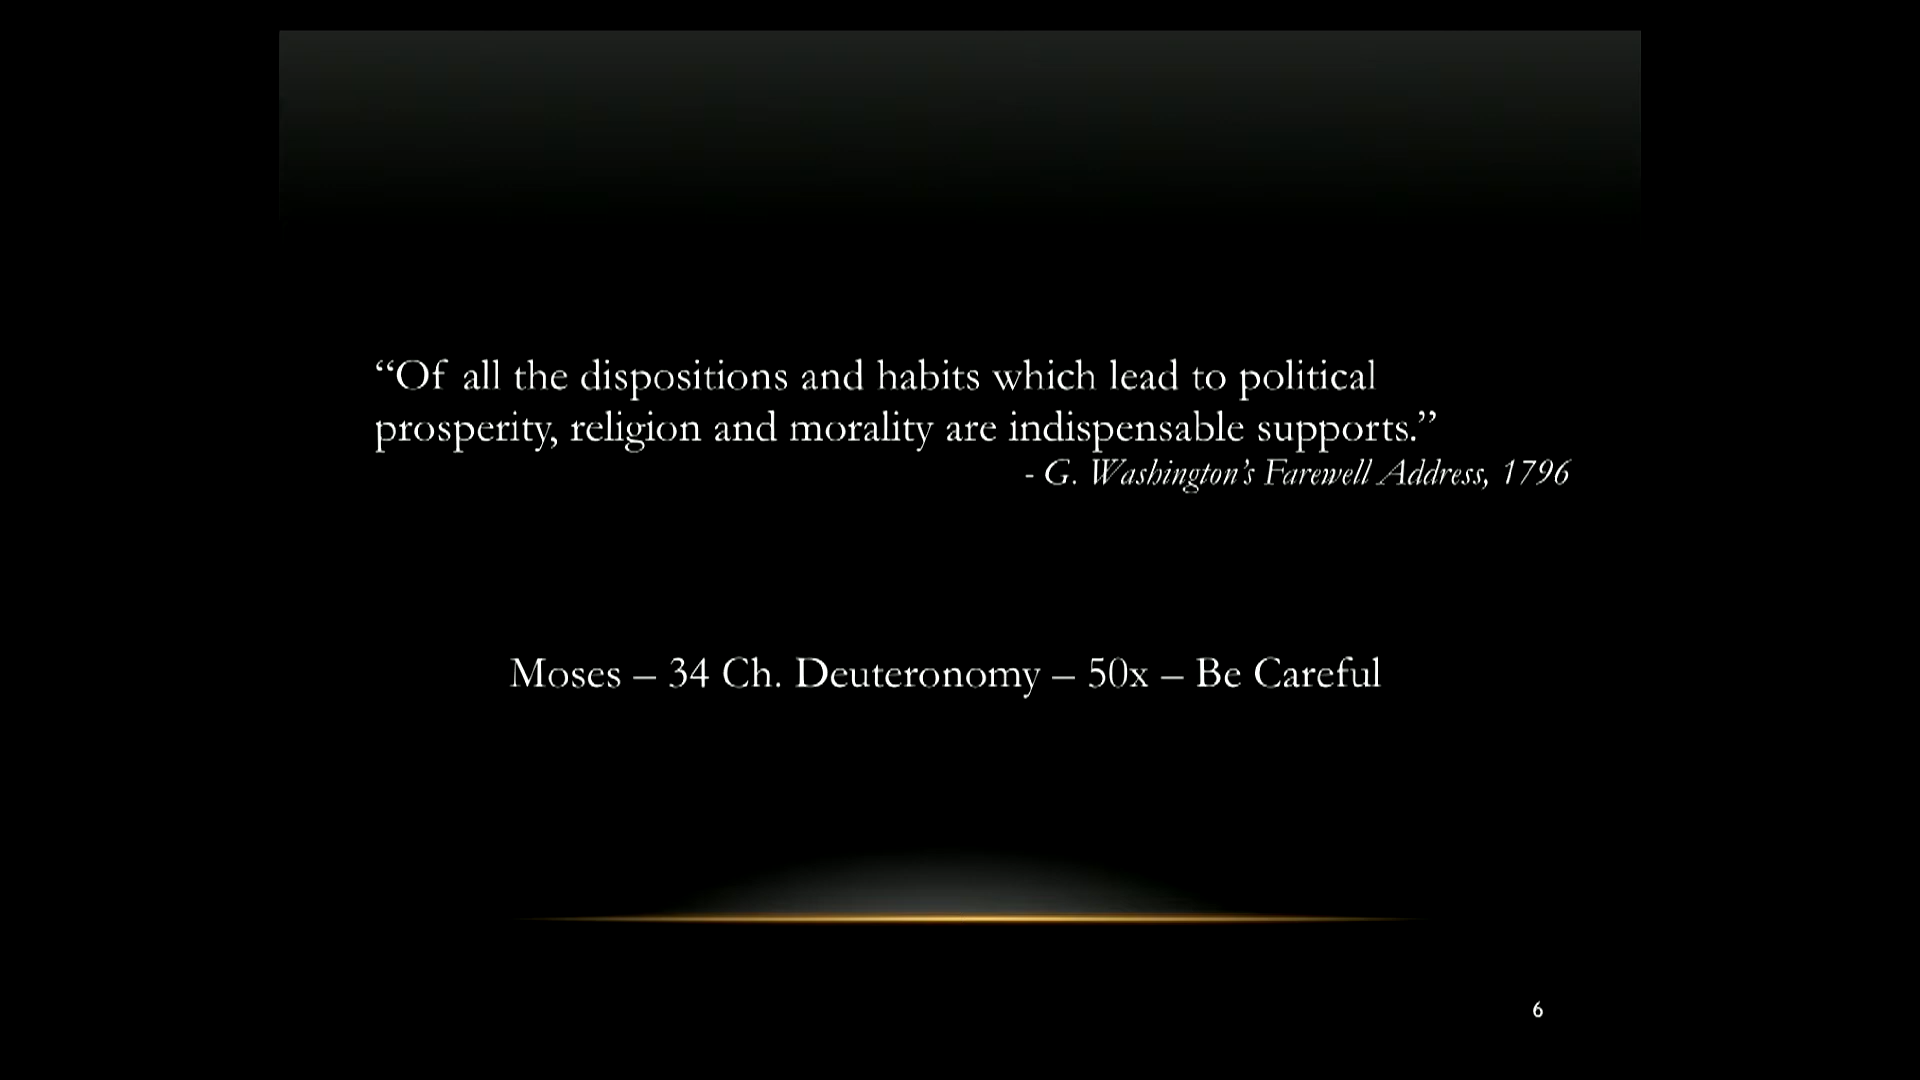 “Of all the dispositions and habits which lead to political
prosperity, religion and morality are indispensable supports.”
- G. Washington’s Farewell Address, 1796
Moses – 34 Ch. Deuteronomy – 50x – Be Careful
6